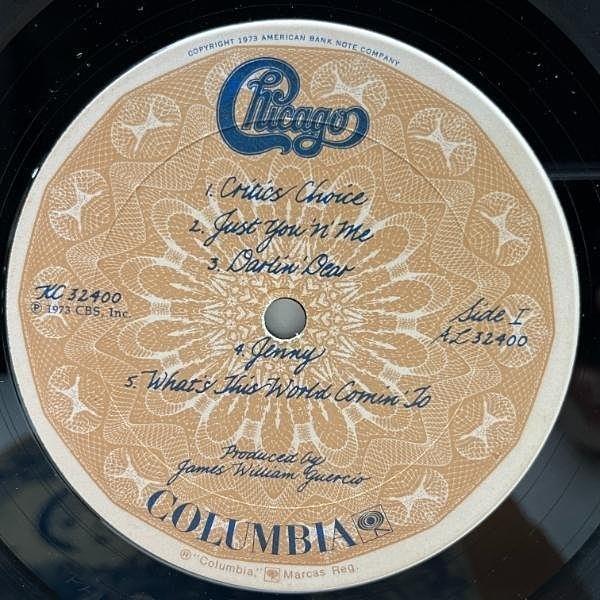 COPYRIGHT 1973 AMERICAN BANK NOTE COMPANY
Chicago
1. Critics Choice
2. Just You 'n' Me
3. Darlin' Dear
KC 32400
℗ 1973 CBS, Inc.
Side I
AL 32400
4. Jenny
5. What's This World Comin' To
Produced by
James William Guercio
COLUMBIA
® "Columbia," Marcas Reg.